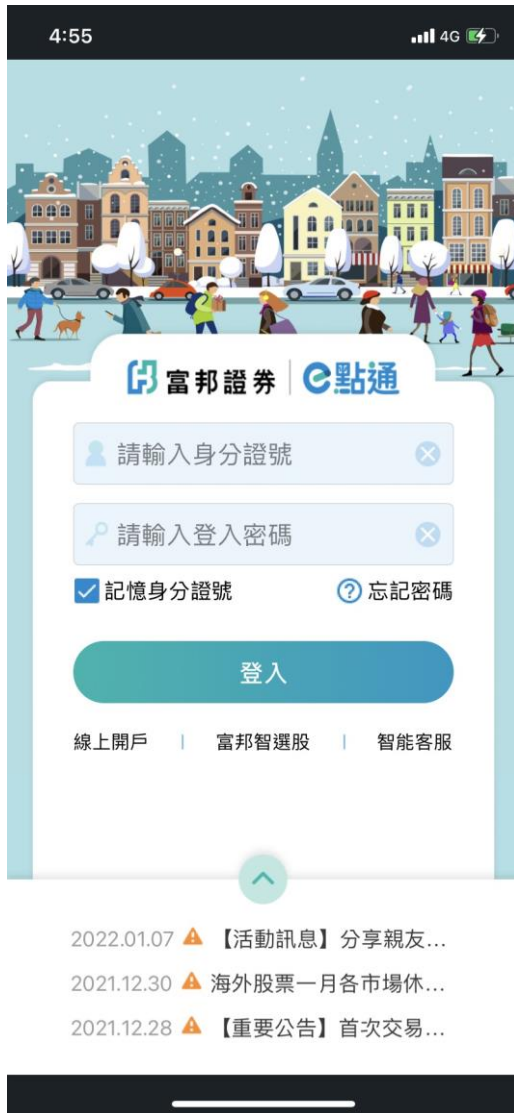 4:55 4G
富邦證券 e點通
請輸入身分證號
請輸入登入密碼
記憶身分證號 ? 忘記密碼
登入
線上開戶 | 富邦智選股 | 智能客服
2022.01.07 【活動訊息】分享親友...
2021.12.30 海外股票一月各市場休...
2021.12.28 【重要公告】首次交易...